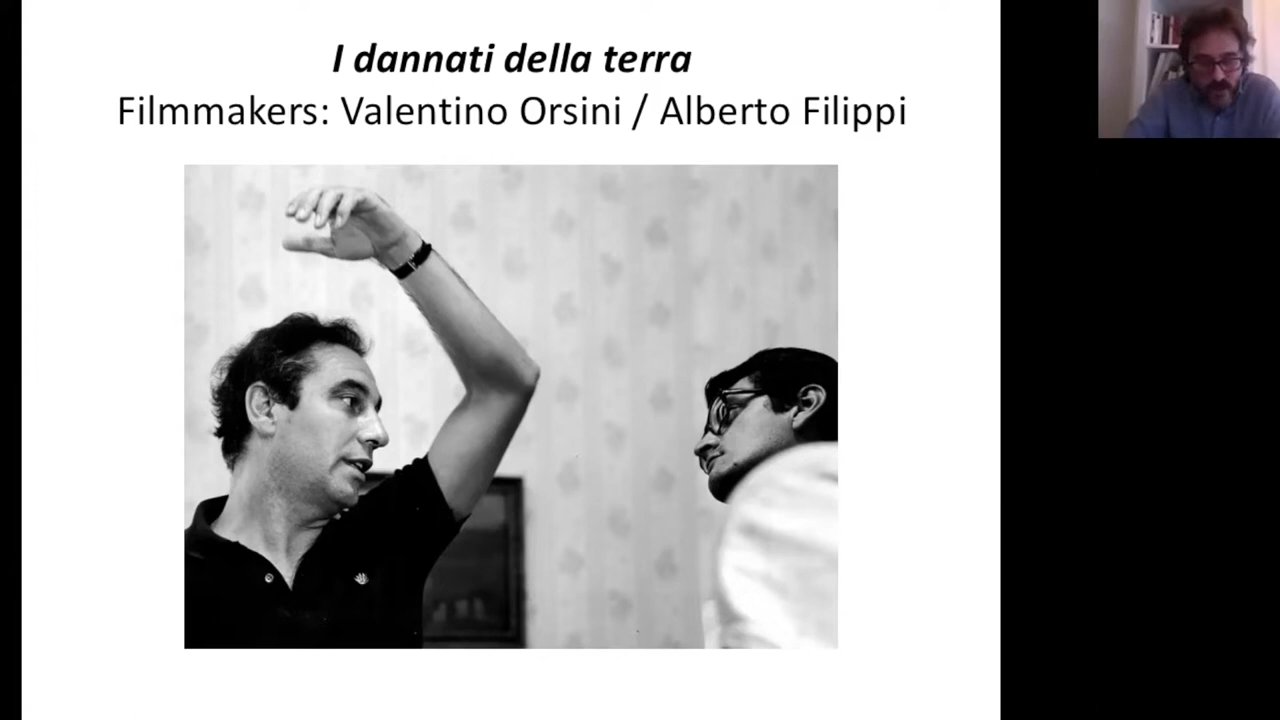 I dannati della terra
Filmmakers: Valentino Orsini / Alberto Filippi